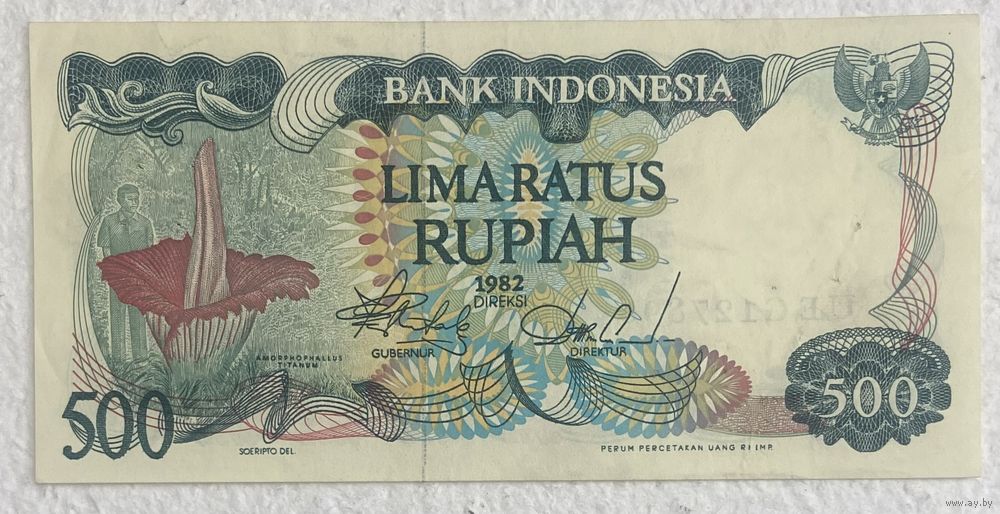 BANK INDONESIA
LIMA RATUS
RUPIAH
1982
DIREKSI
GUBERNUR
DIREKTUR
AMORPHOPHALLUS
TITANUM
500
500
SOERIPTO DEL.
PERUM PERCETAKAN UANG RI IMP.
www.ay.by